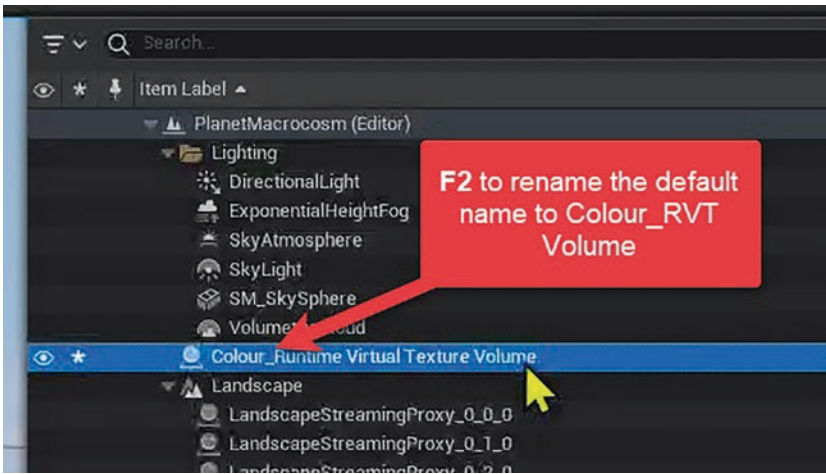 Search...
Item Label
PlanetMacrocosm (Editor)
Lighting
DirectionalLight
ExponentialHeightFog
SkyAtmosphere
SkyLight
SM_SkySphere
F2 to rename the default
name to Colour_RVT
Volume
Colour_Runtime Virtual Texture Volume
Landscape
LandscapeStreamingProxy_0_0_0
LandscapeStreamingProxy_0_1_0
LandscapeStreamingProxy_0_2_0